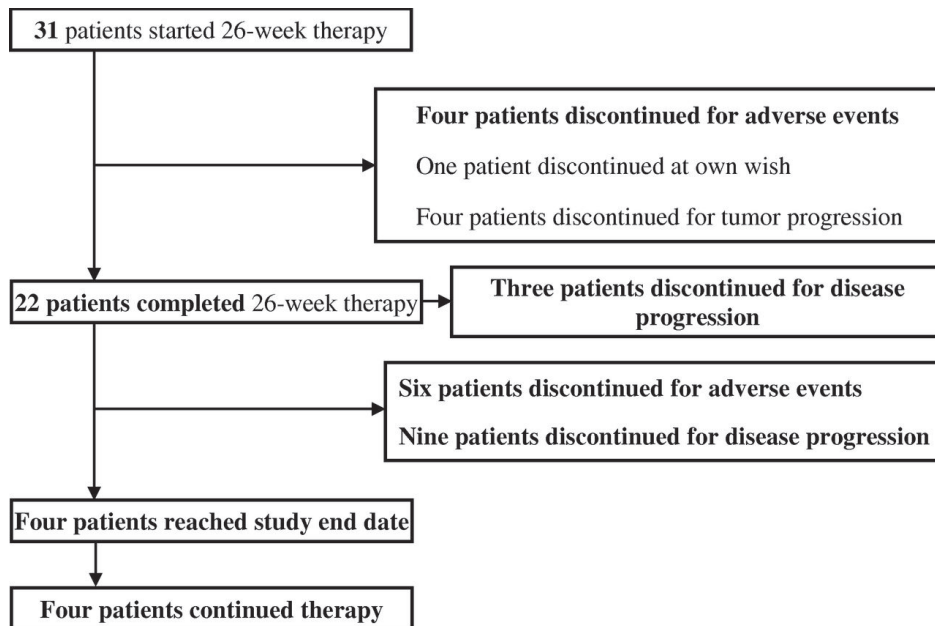 31 patients started 26-week therapy
Four patients discontinued for adverse events
One patient discontinued at own wish
Four patients discontinued for tumor progression
22 patients completed 26-week therapy
Three patients discontinued for disease
progression
Six patients discontinued for adverse events
Nine patients discontinued for disease progression
Four patients reached study end date
Four patients continued therapy